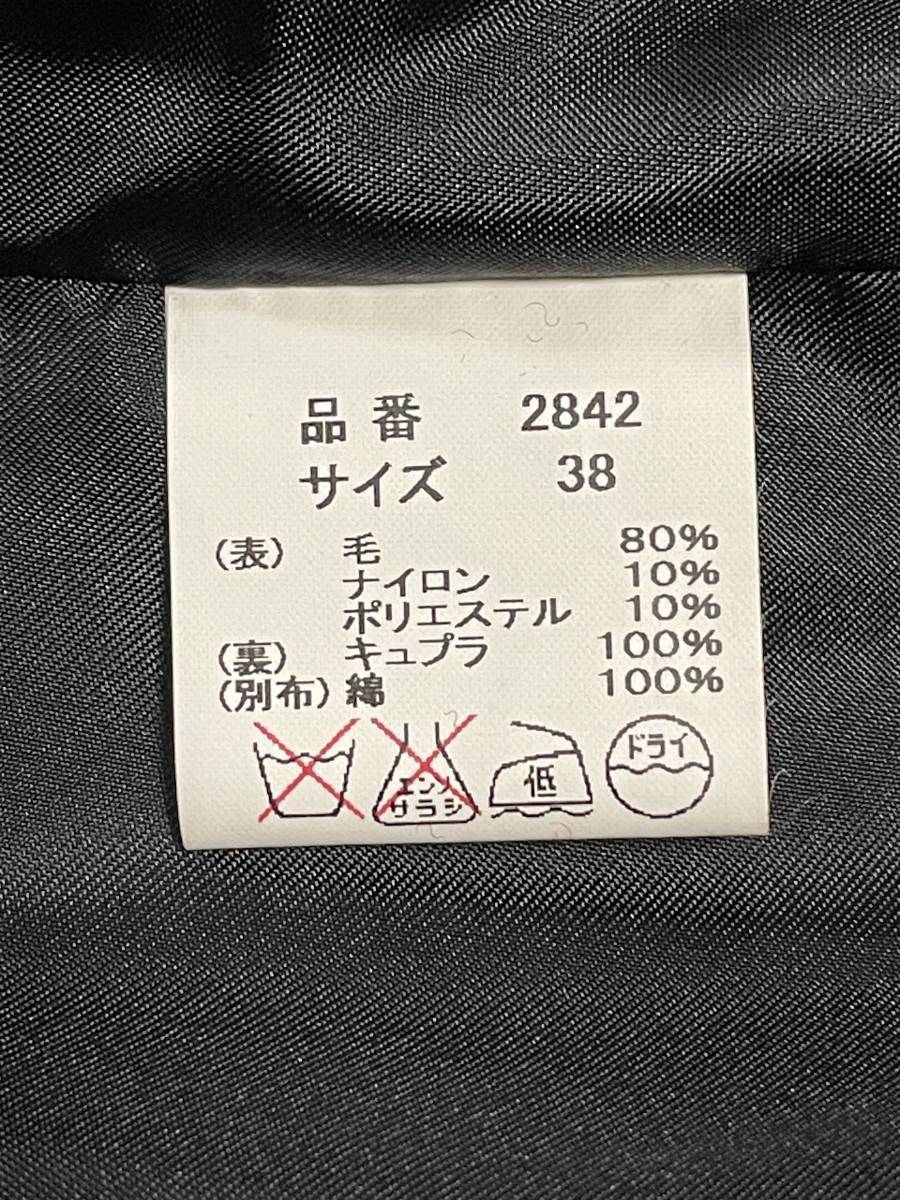 品番 2842
サイズ 38
(表) 毛 80%
ナイロン 10%
ポリエステル 10%
(裏) キュプラ 100%
(別布) 綿 100%
エンソ
サラシ
低
ドライ